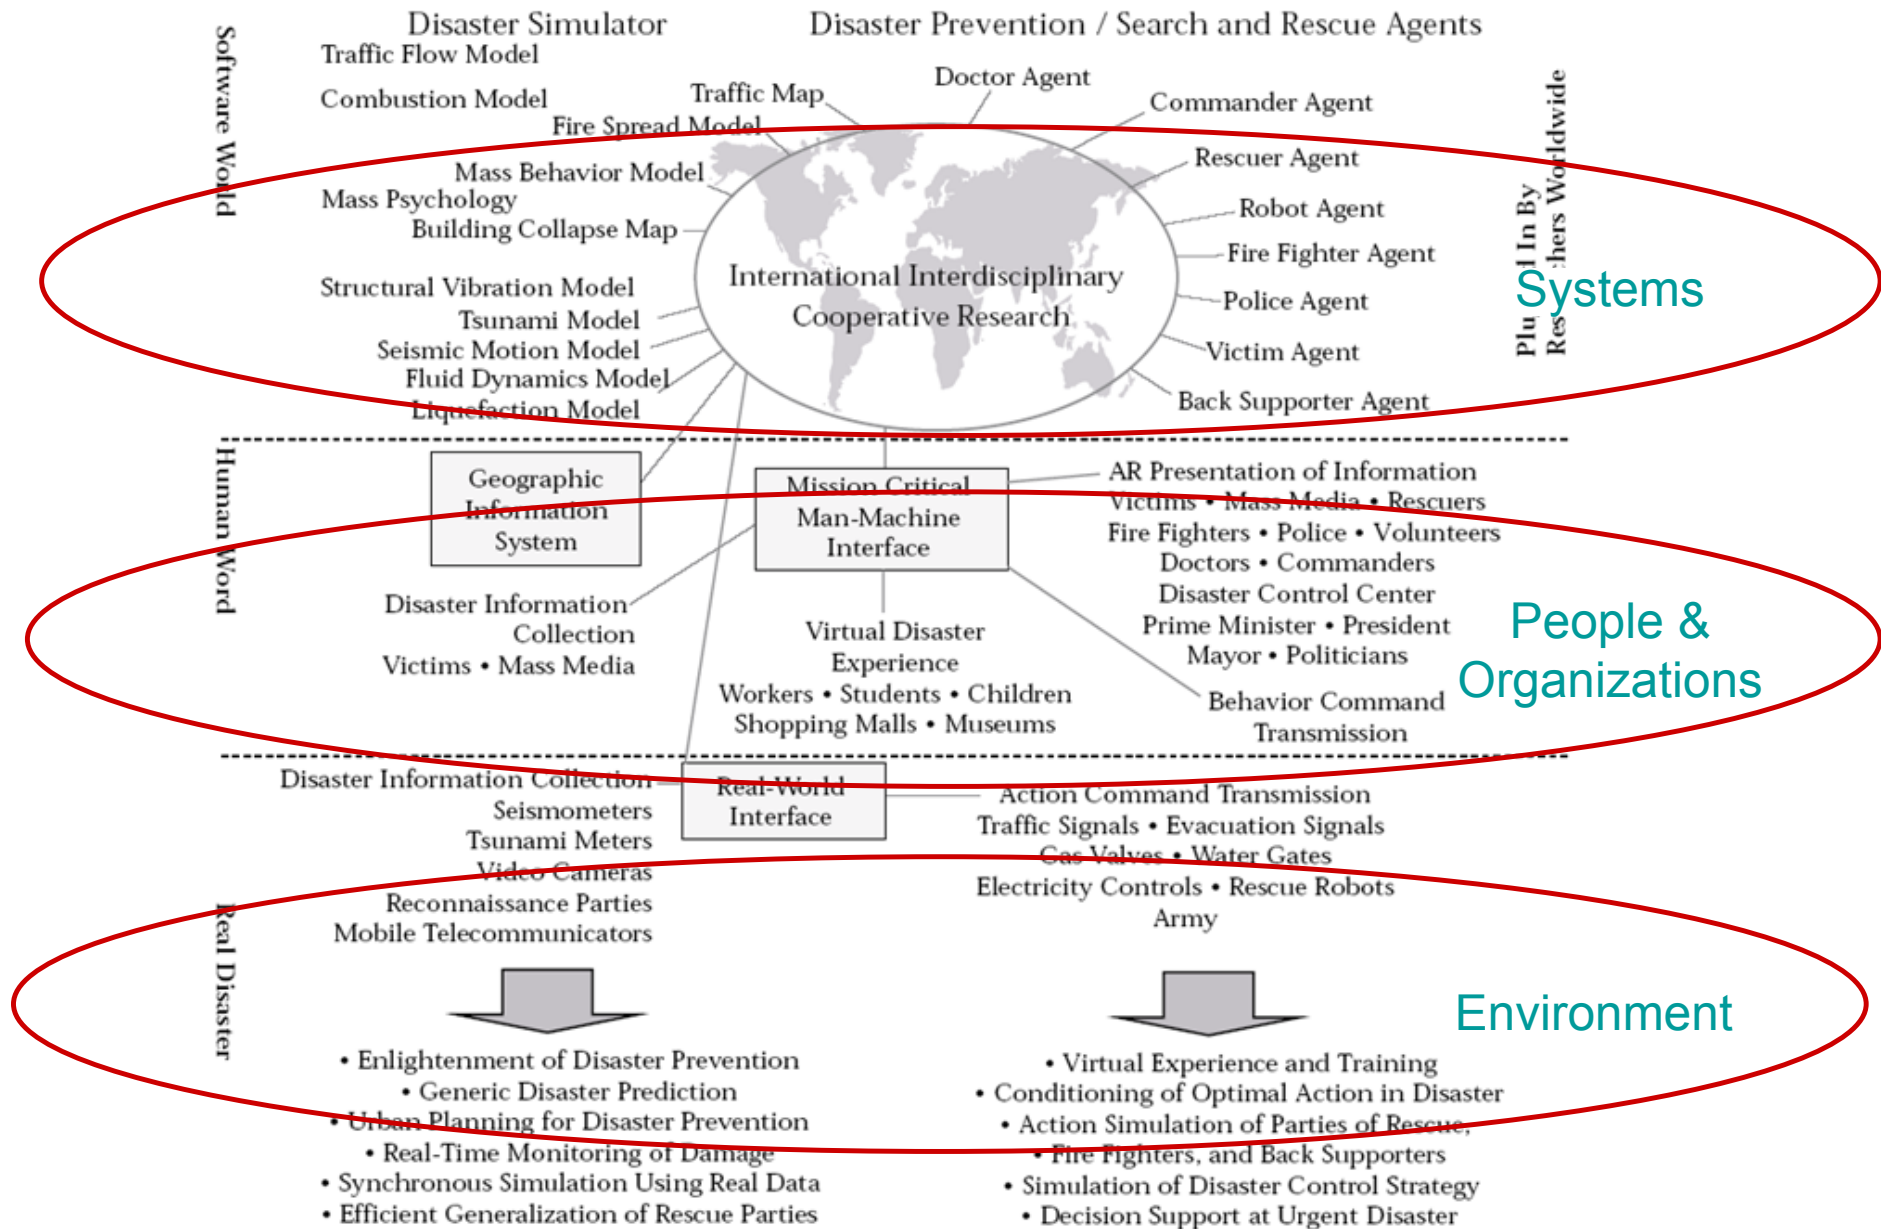 Disaster Simulator
Disaster Prevention / Search and Rescue Agents
Software World
Traffic Flow Model
Combustion Model
Traffic Map
Fire Spread Model
Mass Behavior Model
Mass Psychology
Building Collapse Map
Structural Vibration Model
Tsunami Model
Seismic Motion Model
Fluid Dynamics Model
Liquefaction Model
International Interdisciplinary
Cooperative Research
Doctor Agent
Commander Agent
Rescuer Agent
Robot Agent
Fire Fighter Agent
Police Agent
Victim Agent
Back Supporter Agent
In By
Worldwide
Systems
Human Word
Geographic
Information
System
Mission Critical
Man-Machine
Interface
AR Presentation of Information
Victims • Mass Media • Rescuers
Fire Fighters • Police • Volunteers
Doctors • Commanders
Disaster Control Center
Prime Minister • President
Mayor • Politicians
Disaster Information
Collection
Victims • Mass Media
Virtual Disaster
Experience
Workers • Students • Children
Shopping Malls • Museums
Behavior Command
Transmission
People &
Organizations
Real Disaster
Disaster Information Collection
Seismometers
Tsunami Meters
Video Cameras
Reconnaissance Parties
Mobile Telecommunicators
Real-World
Interface
Action Command Transmission
Traffic Signals • Evacuation Signals
Gas Valves • Water Gates
Electricity Controls • Rescue Robots
Army
Environment
• Enlightenment of Disaster Prevention
• Generic Disaster Prediction
• Urban Planning for Disaster Prevention
• Real-Time Monitoring of Damage
• Synchronous Simulation Using Real Data
• Efficient Generalization of Rescue Parties
• Virtual Experience and Training
• Conditioning of Optimal Action in Disaster
• Action Simulation of Parties of Rescue,
• Fire Fighters, and Back Supporters
• Simulation of Disaster Control Strategy
• Decision Support at Urgent Disaster